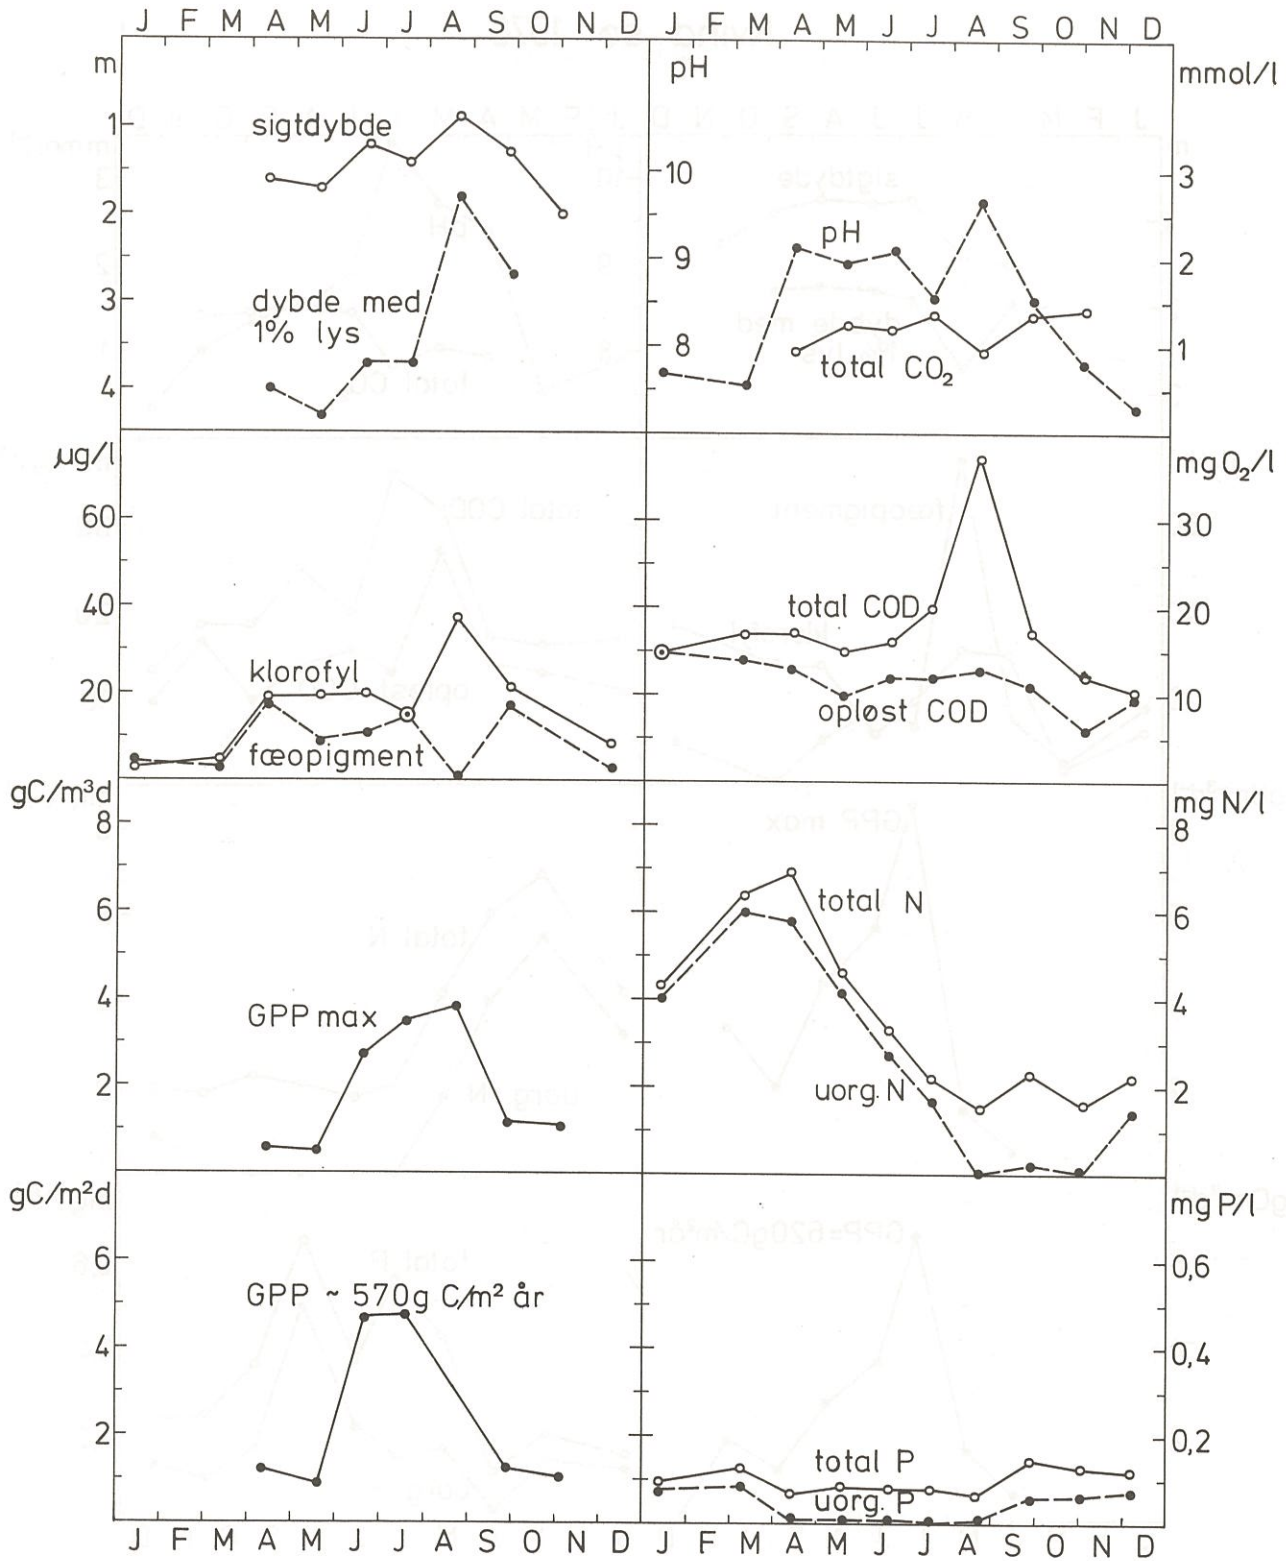 J F M A M J J A S O N D J F M A M J J A S O N D
m
pH
mmol/l
1
sigtdybde
2
3
dybde med
1% lys
4
10
9
8
pH
total CO₂
3
2
1
µg/l
60
40
20
klorofyl
fæopigment
mg O₂/l
30
20
10
total COD
opløst COD
gC/m³d
8
6
4
2
GPP max
mg N/l
8
6
4
2
total N
uorg. N
gC/m²d
6
4
2
GPP ~ 570g C/m² år
mg P/l
0,6
0,4
0,2
total P
uorg. P
J F M A M J J A S O N D J F M A M J J A S O N D